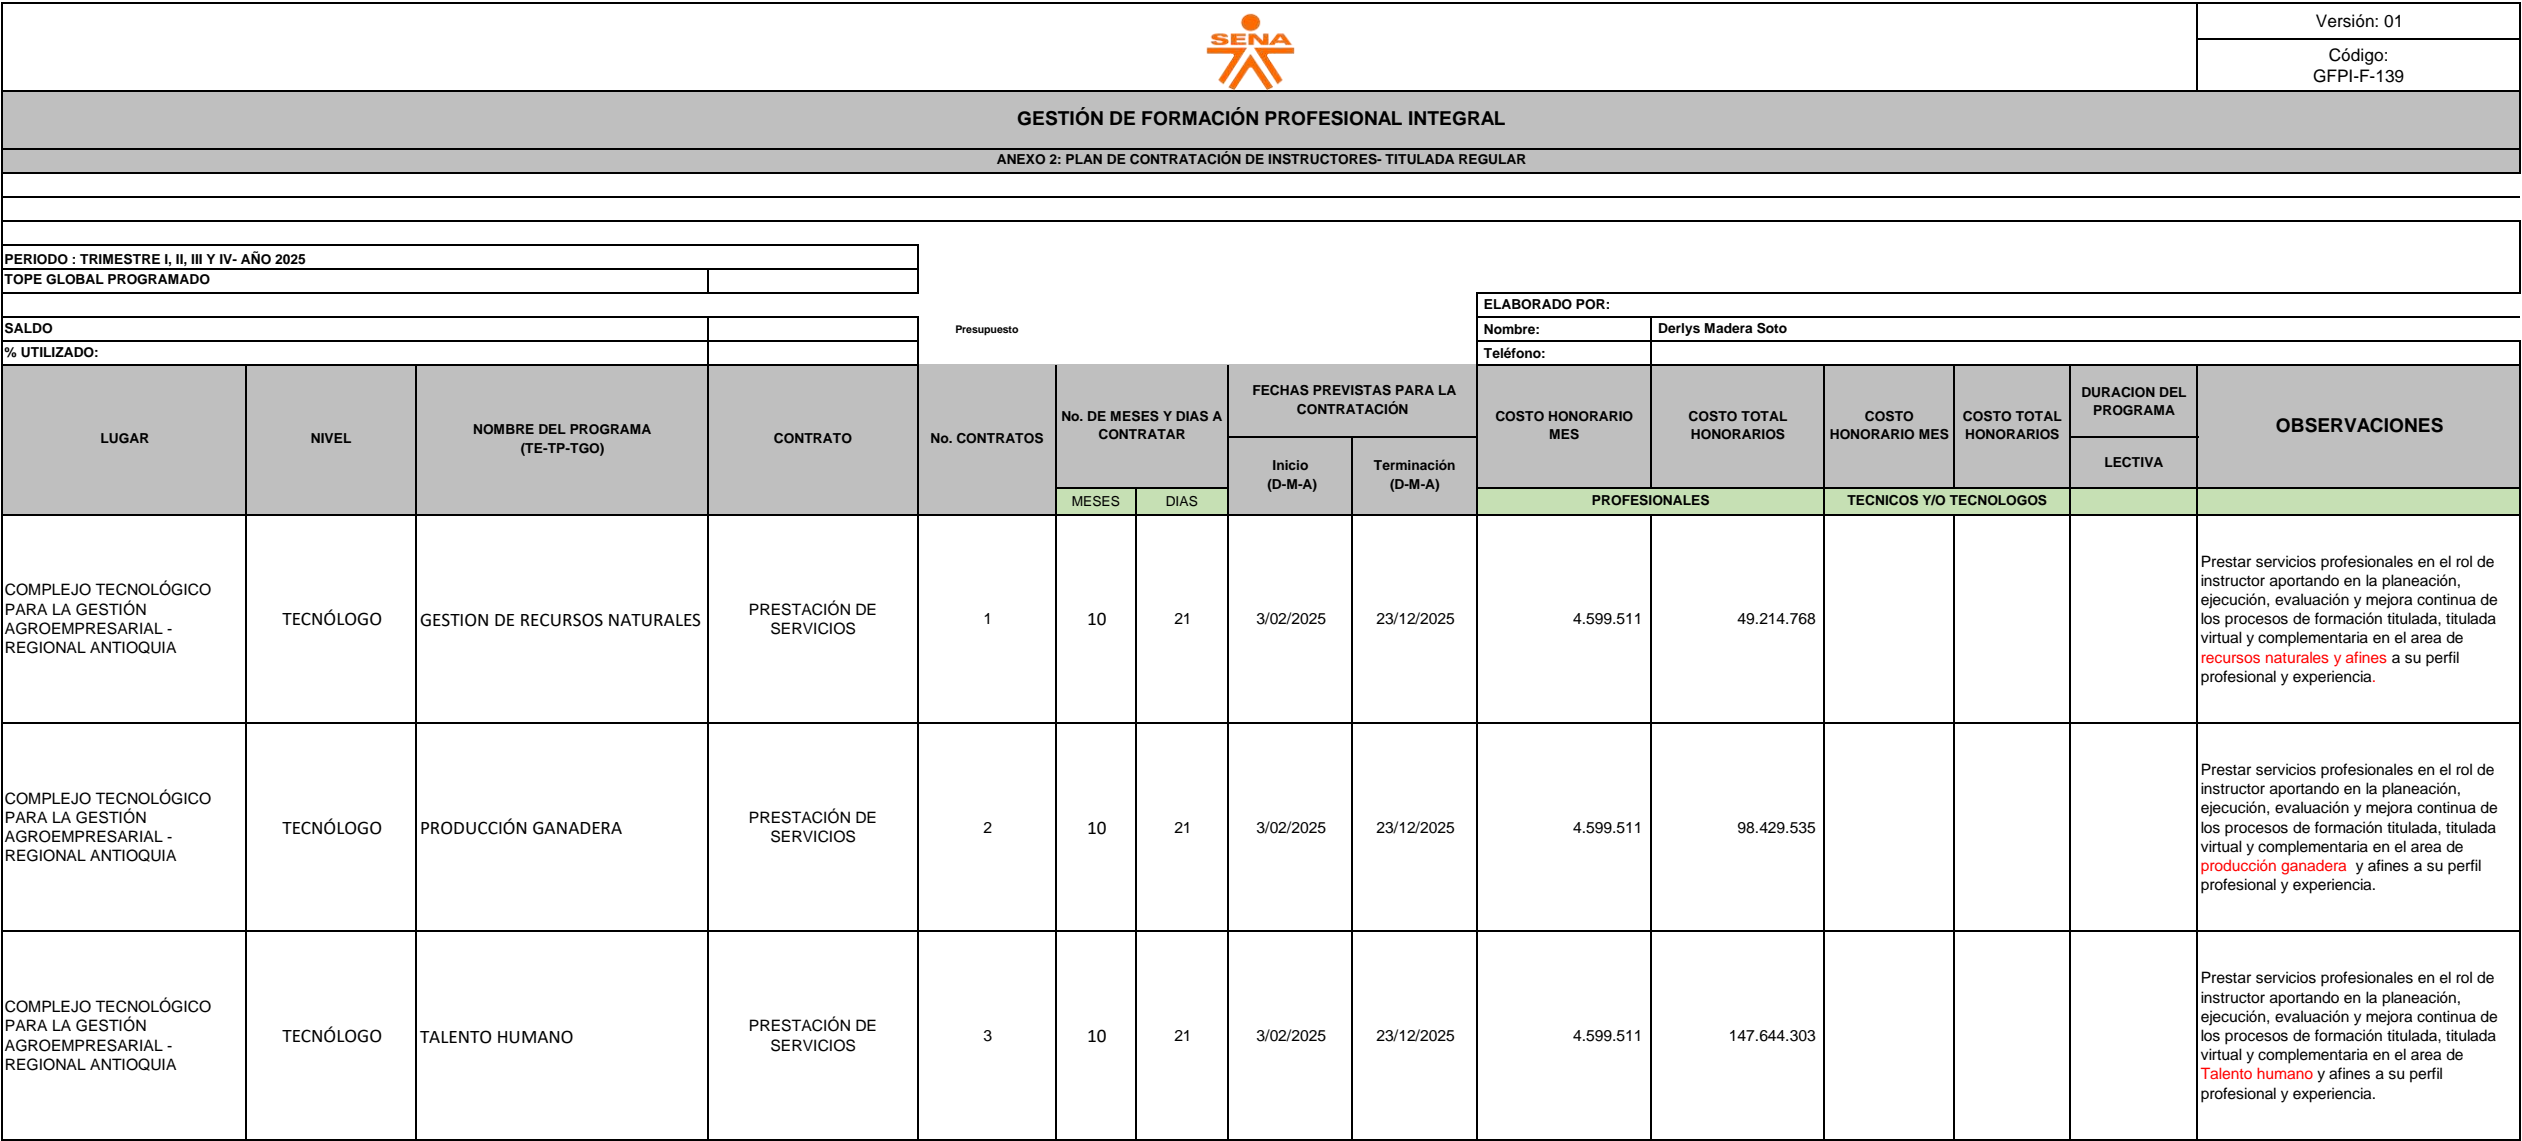 SENA
Versión: 01
Código:
GFPI-F-139
GESTIÓN DE FORMACIÓN PROFESIONAL INTEGRAL
ANEXO 2: PLAN DE CONTRATACIÓN DE INSTRUCTORES- TITULADA REGULAR
PERIODO : TRIMESTRE I, II, III Y IV- AÑO 2025
TOPE GLOBAL PROGRAMADO
ELABORADO POR:
SALDO
Presupuesto
Nombre:
Derlys Madera Soto
% UTILIZADO:
Teléfono:
LUGAR
NIVEL
NOMBRE DEL PROGRAMA
(TE-TP-TGO)
CONTRATO
No. CONTRATOS
No. DE MESES Y DIAS A
CONTRATAR
MESES
DIAS
FECHAS PREVISTAS PARA LA
CONTRATACIÓN
Inicio
(D-M-A)
Terminación
(D-M-A)
COSTO HONORARIO
MES
COSTO TOTAL
HONORARIOS
PROFESIONALES
COSTO
HONORARIO MES
COSTO TOTAL
HONORARIOS
TECNICOS Y/O TECNOLOGOS
DURACION DEL
PROGRAMA
LECTIVA
OBSERVACIONES
COMPLEJO TECNOLÓGICO
PARA LA GESTIÓN
AGROEMPRESARIAL -
REGIONAL ANTIOQUIA
TECNÓLOGO
GESTION DE RECURSOS NATURALES
PRESTACIÓN DE
SERVICIOS
1
10
21
3/02/2025
23/12/2025
4.599.511
49.214.768
Prestar servicios profesionales en el rol de
instructor aportando en la planeación,
ejecución, evaluación y mejora continua de
los procesos de formación titulada, titulada
virtual y complementaria en el area de
recursos naturales y afines a su perfil
profesional y experiencia.
COMPLEJO TECNOLÓGICO
PARA LA GESTIÓN
AGROEMPRESARIAL -
REGIONAL ANTIOQUIA
TECNÓLOGO
PRODUCCIÓN GANADERA
PRESTACIÓN DE
SERVICIOS
2
10
21
3/02/2025
23/12/2025
4.599.511
98.429.535
Prestar servicios profesionales en el rol de
instructor aportando en la planeación,
ejecución, evaluación y mejora continua de
los procesos de formación titulada, titulada
virtual y complementaria en el area de
producción ganadera  y afines a su perfil
profesional y experiencia.
COMPLEJO TECNOLÓGICO
PARA LA GESTIÓN
AGROEMPRESARIAL -
REGIONAL ANTIOQUIA
TECNÓLOGO
TALENTO HUMANO
PRESTACIÓN DE
SERVICIOS
3
10
21
3/02/2025
23/12/2025
4.599.511
147.644.303
Prestar servicios profesionales en el rol de
instructor aportando en la planeación,
ejecución, evaluación y mejora continua de
los procesos de formación titulada, titulada
virtual y complementaria en el area de
Talento humano y afines a su perfil
profesional y experiencia.